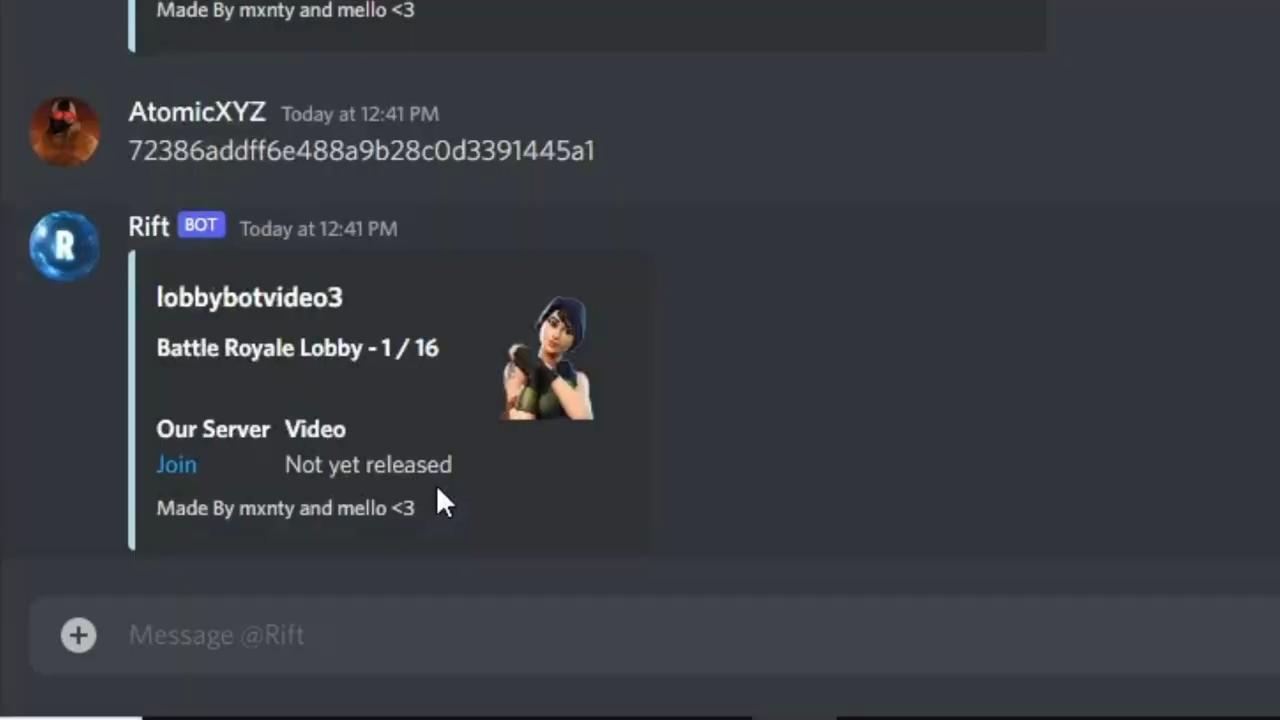 Made By mxnty and mello <3
AtomicXYZ Today at 12:41 PM
72386addff6e488a9b28c0d3391445a1
R
Rift BOT Today at 12:41 PM
lobbybotvideo3
Battle Royale Lobby - 1 / 16
Our Server Video
Join Not yet released
Made By mxnty and mello <3
Message @Rift